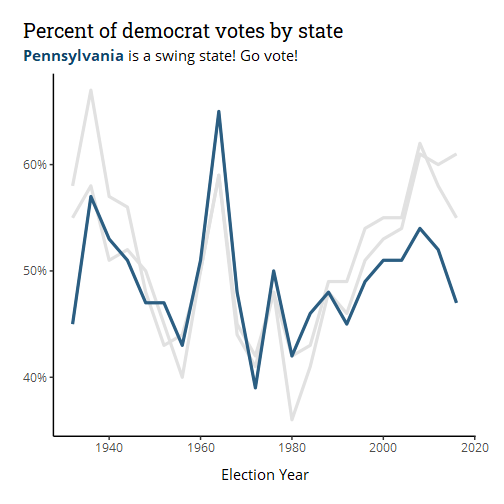 Percent of democrat votes by state
Pennsylvania is a swing state! Go vote!
60%
50%
40%
1940 1960 1980 2000 2020
Election Year